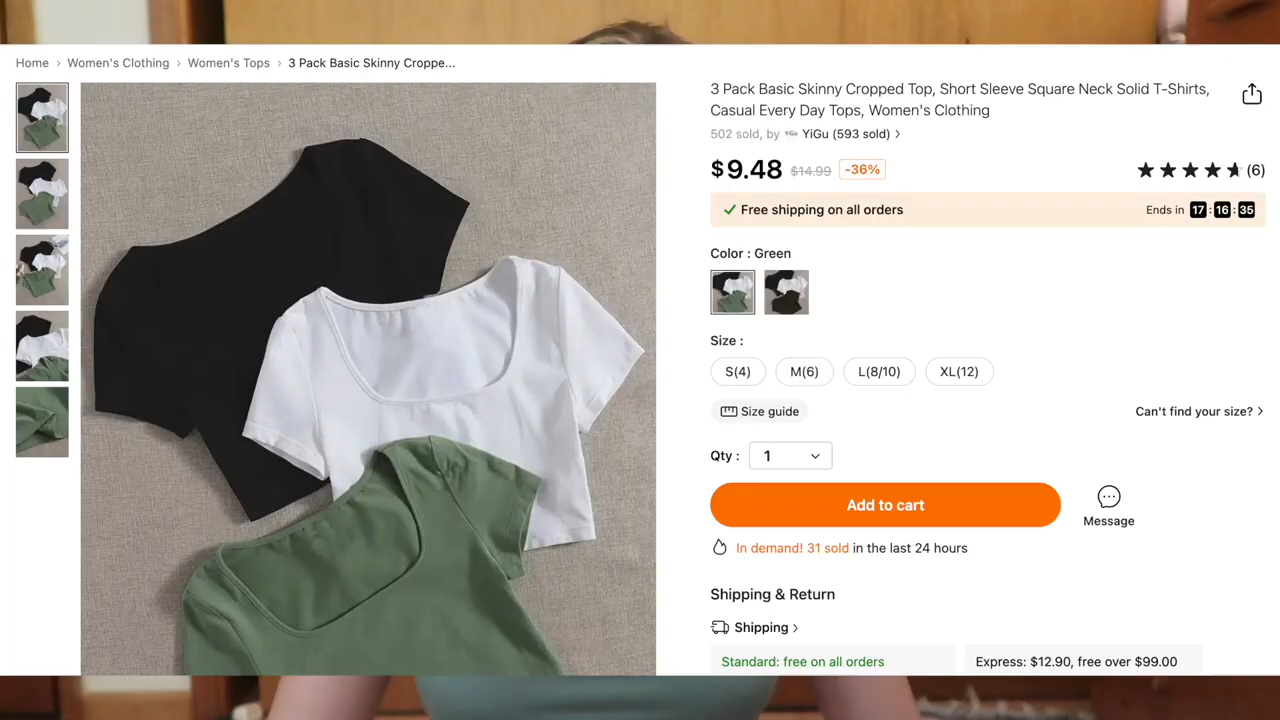 Home › Women's Clothing › Women's Tops › 3 Pack Basic Skinny Croppe...
3 Pack Basic Skinny Cropped Top, Short Sleeve Square Neck Solid T-Shirts,
Casual Every Day Tops, Women's Clothing
502 sold, by YiGu YiGu (593 sold) ›
$9.48 $14.99 -36% (6)
Free shipping on all orders Ends in 17 : 16 : 35
Color : Green
Size :
S(4) M(6) L(8/10) XL(12)
Size guide Can't find your size? ›
Qty : 1
Add to cart
Message
In demand! 31 sold in the last 24 hours
Shipping & Return
Shipping ›
Standard: free on all orders Express: $12.90, free over $99.00